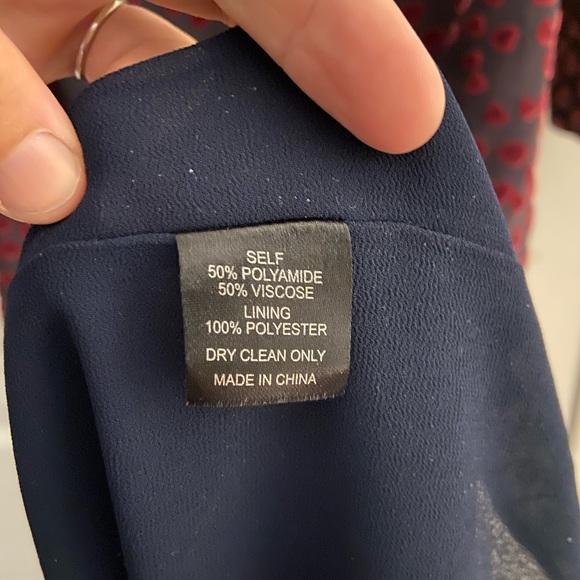 SELF
50% POLYAMIDE
50% VISCOSE
LINING
100% POLYESTER
DRY CLEAN ONLY
MADE IN CHINA